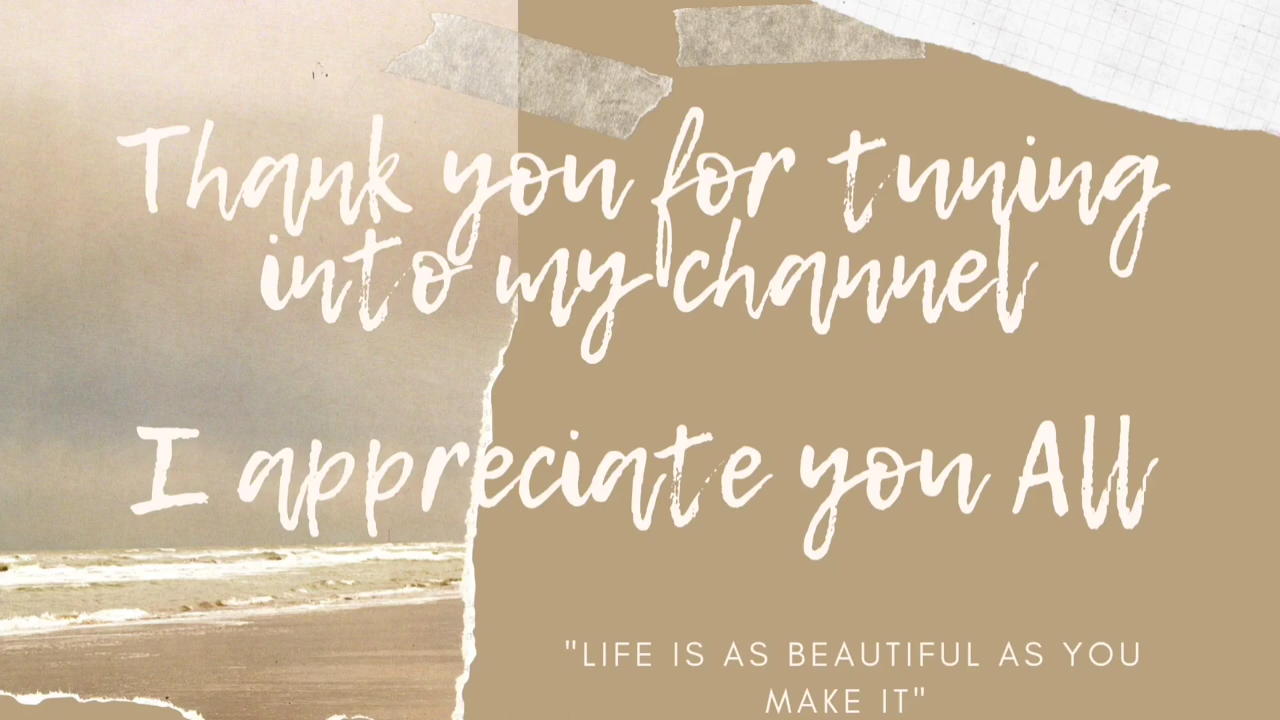 Thank you for tuning
into my channel
I appreciate you All
"LIFE IS AS BEAUTIFUL AS YOU
MAKE IT"